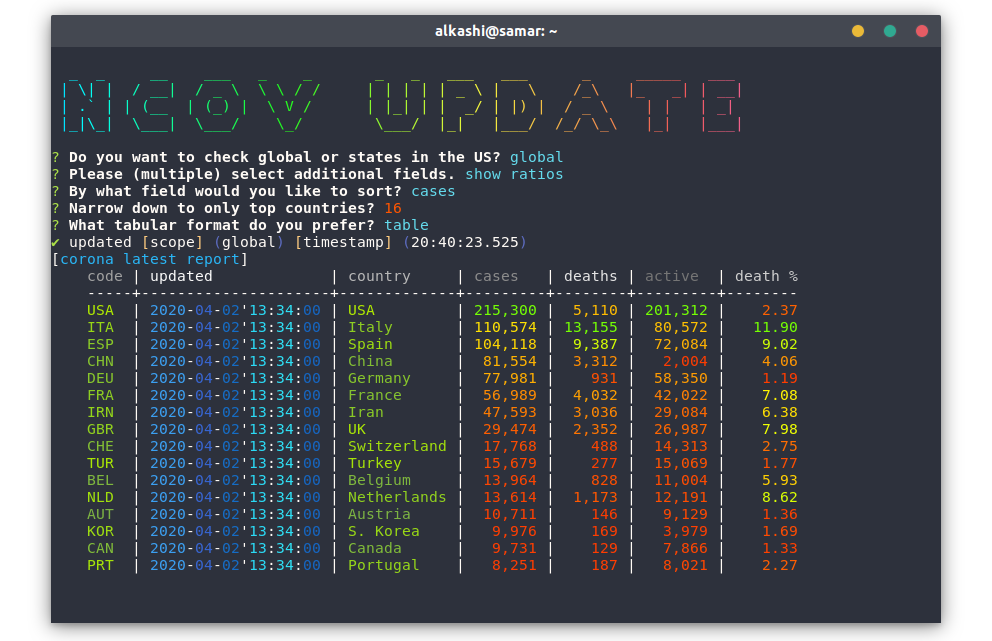 alkashi@samar: ~
NCOV UPDATE
? Do you want to check global or states in the US? global
? Please (multiple) select additional fields. show ratios
? By what field would you like to sort? cases
? Narrow down to only top countries? 16
? What tabular format do you prefer? table
✔ updated [scope] (global) [timestamp] (20:40:23.525)
[corona latest report]
code | updated | country | cases | deaths | active | death %
-----+---------------------+-------------+---------+--------+---------+--------
USA | 2020-04-02'13:34:00 | USA | 215,300 | 5,110 | 201,312 | 2.37
ITA | 2020-04-02'13:34:00 | Italy | 110,574 | 13,155 | 80,572 | 11.90
ESP | 2020-04-02'13:34:00 | Spain | 104,118 | 9,387 | 72,084 | 9.02
CHN | 2020-04-02'13:34:00 | China | 81,554 | 3,312 | 2,004 | 4.06
DEU | 2020-04-02'13:34:00 | Germany | 77,981 | 931 | 58,350 | 1.19
FRA | 2020-04-02'13:34:00 | France | 56,989 | 4,032 | 42,022 | 7.08
IRN | 2020-04-02'13:34:00 | Iran | 47,593 | 3,036 | 29,084 | 6.38
GBR | 2020-04-02'13:34:00 | UK | 29,474 | 2,352 | 26,987 | 7.98
CHE | 2020-04-02'13:34:00 | Switzerland | 17,768 | 488 | 14,313 | 2.75
TUR | 2020-04-02'13:34:00 | Turkey | 15,679 | 277 | 15,069 | 1.77
BEL | 2020-04-02'13:34:00 | Belgium | 13,964 | 828 | 11,004 | 5.93
NLD | 2020-04-02'13:34:00 | Netherlands | 13,614 | 1,173 | 12,191 | 8.62
AUT | 2020-04-02'13:34:00 | Austria | 10,711 | 146 | 9,129 | 1.36
KOR | 2020-04-02'13:34:00 | S. Korea | 9,976 | 169 | 3,979 | 1.69
CAN | 2020-04-02'13:34:00 | Canada | 9,731 | 129 | 7,866 | 1.33
PRT | 2020-04-02'13:34:00 | Portugal | 8,251 | 187 | 8,021 | 2.27